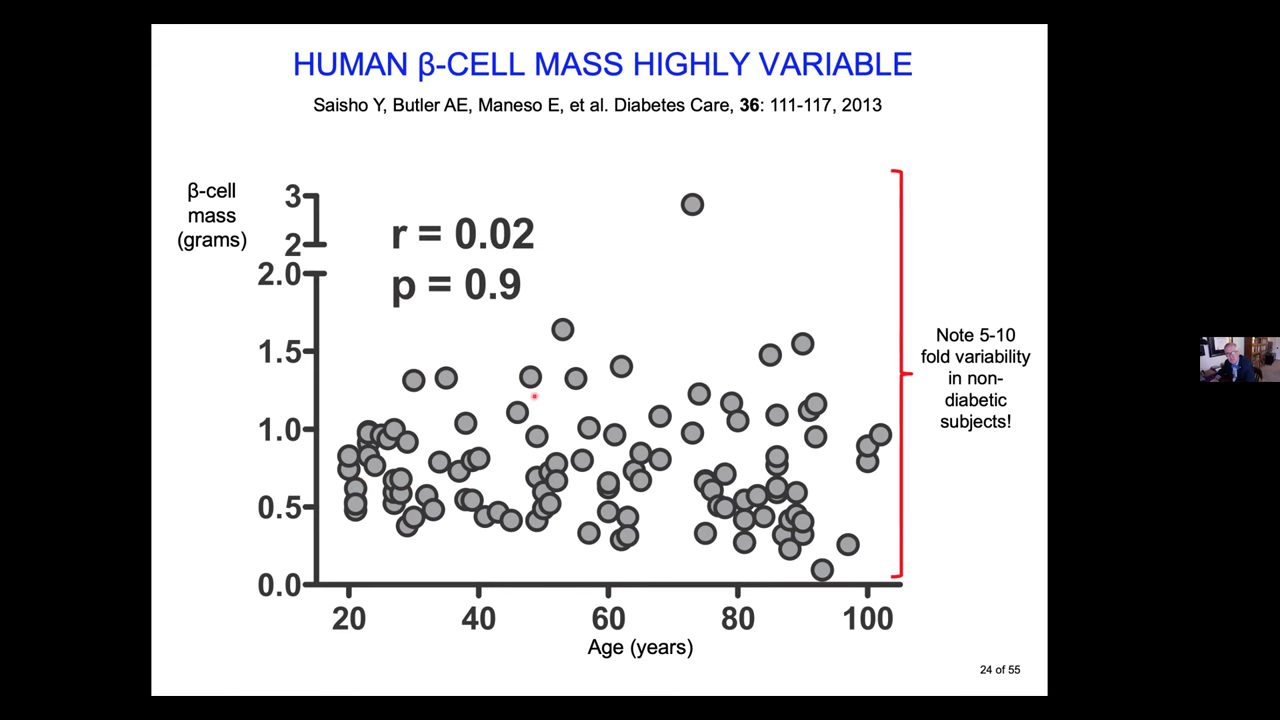 HUMAN β-CELL MASS HIGHLY VARIABLE
Saisho Y, Butler AE, Maneso E, et al. Diabetes Care, 36: 111-117, 2013
β-cell
mass
(grams)
3
2
2.0
1.5
1.0
0.5
0.0
r = 0.02
p = 0.9
Note 5-10
fold variability
in non-
diabetic
subjects!
20 40 60 80 100
Age (years)
24 of 55